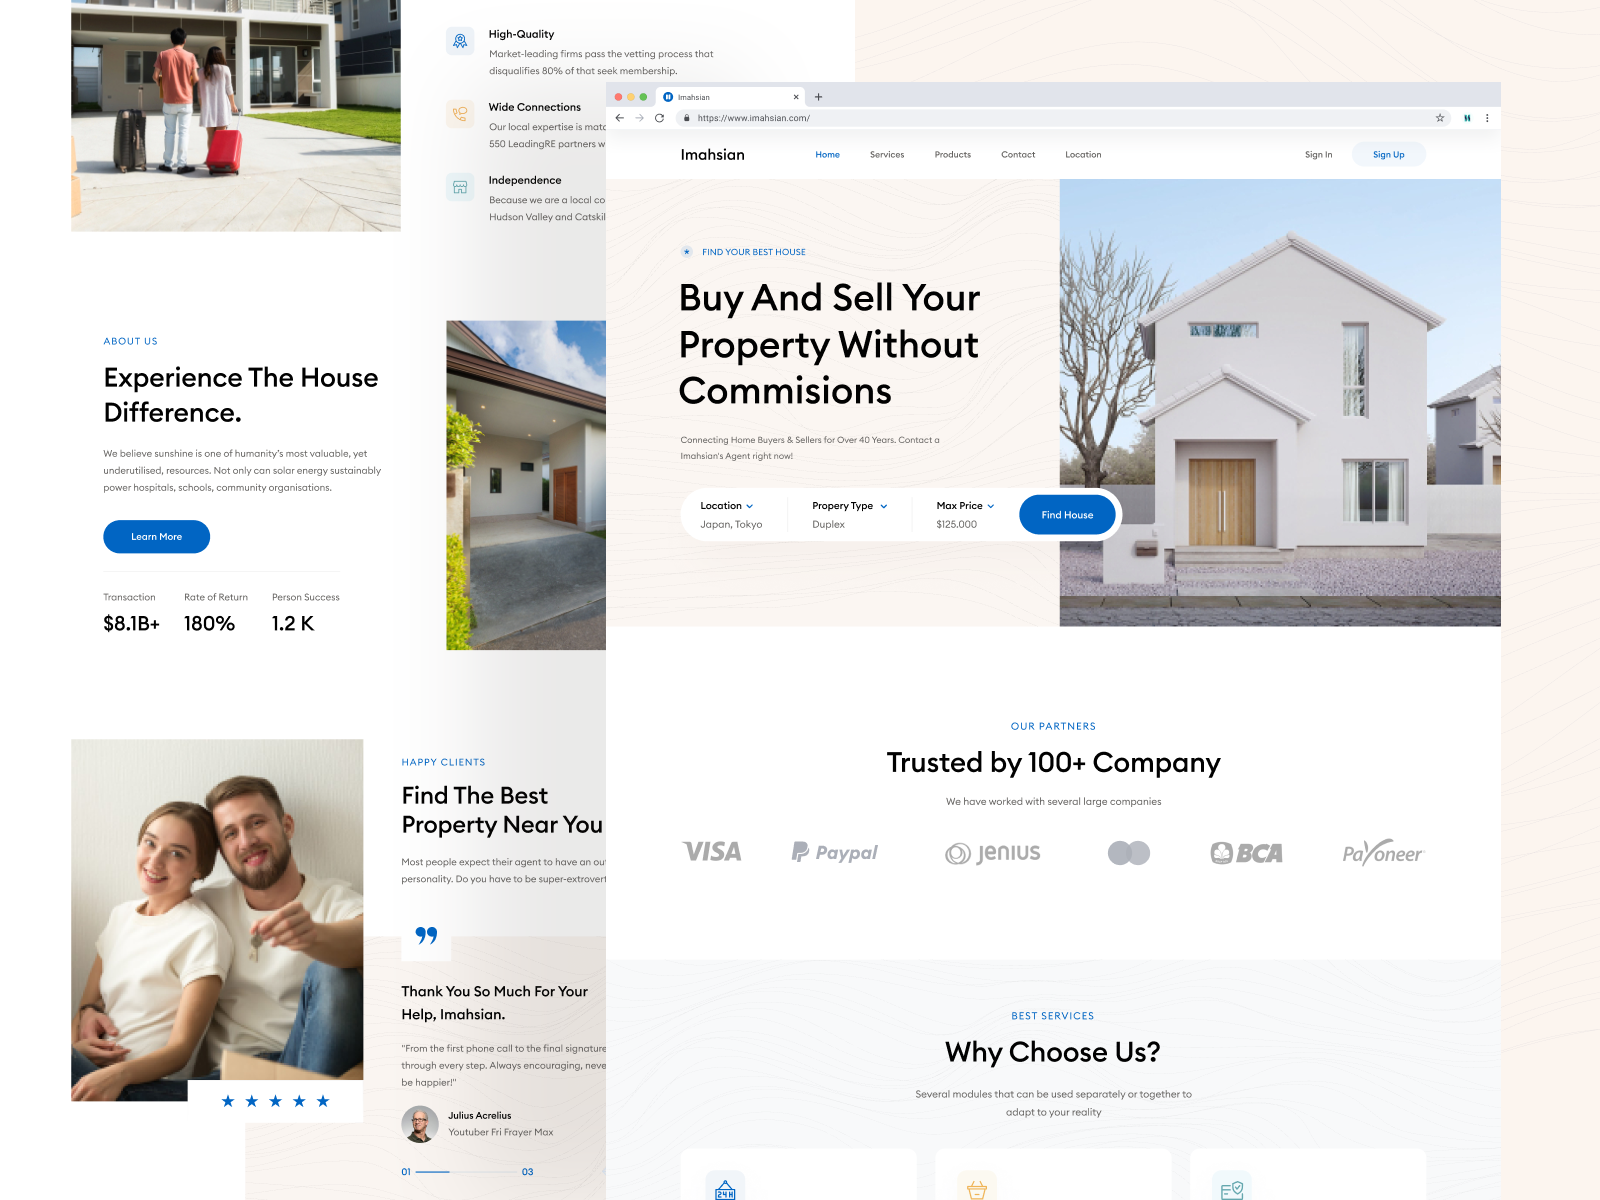 High-Quality
Market-leading firms pass the vetting process that
disqualifies 80% of that seek membership.
Wide Connections
Our local expertise is
550 LeadingRE partners
Independence
Because we are a local
Hudson Valley and
ABOUT US
Experience The House
Difference.
We believe sunshine is one of humanity's most valuable, yet
underutilised, resources. Not only can solar energy sustainably
power hospitals, schools, community organisations.
Learn More
Transaction
Rate of Return
Person Success
$8.1B+
180%
1.2 K
HAPPY CLIENTS
Find The Best
Property Near You
Most people expect their agent to have an
personality. Do you have to be
Thank You So Much For Your
Help, Imahsian.
"From the first phone call to the final signature
through every step. Always encouraging,
be happier!"
Julius Acrelius
Youtuber Fri Frayer Max
01
03
Imahsian
https://www.imahsian.com/
Imahsian
Home
Services
Products
Contact
Location
Sign In
Sign Up
FIND YOUR BEST HOUSE
Buy And Sell Your
Property Without
Commisions
Connecting Home Buyers & Sellers for Over 40 Years. Contact a
Imahsian's Agent right now!
Location
Propery Type
Max Price
Japan, Tokyo
Duplex
$125.000
Find House
OUR PARTNERS
Trusted by 100+ Company
We have worked with several large companies
VISA
Paypal
Jenius
BCA
Payoneer
BEST SERVICES
Why Choose Us?
Several modules that can be used separately or together to
adapt to your reality
24H